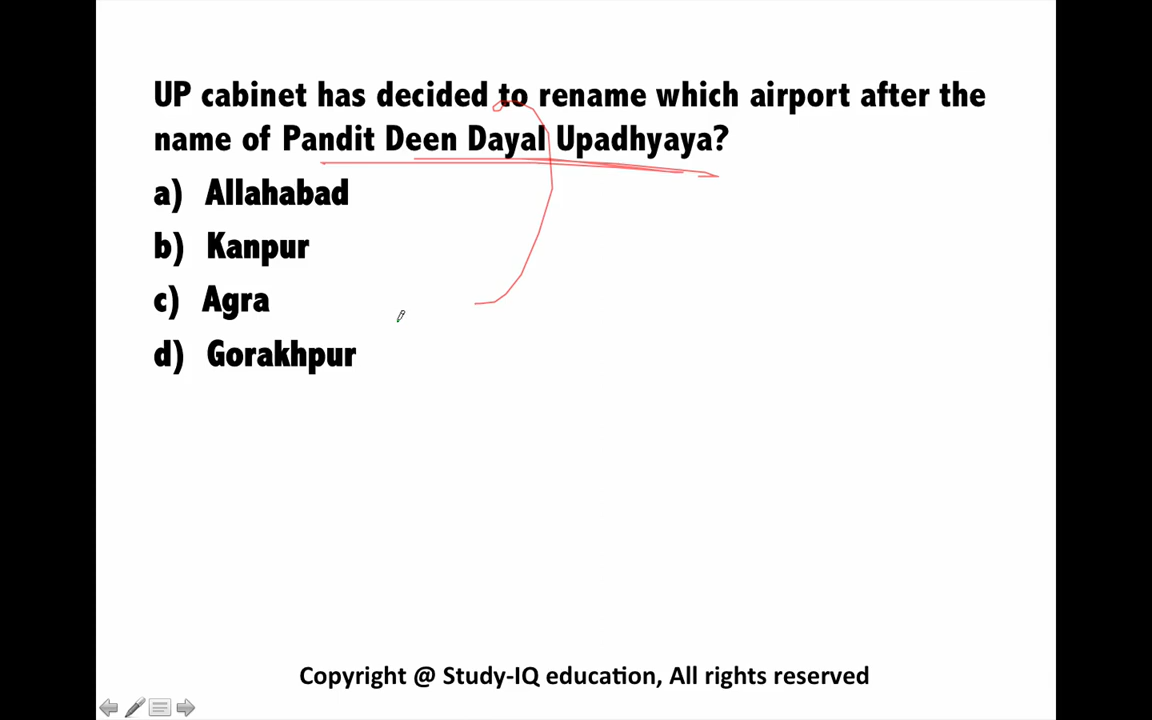 UP cabinet has decided to rename which airport after the
name of Pandit Deen Dayal Upadhyaya?
a) Allahabad
b) Kanpur
c) Agra
d) Gorakhpur
Copyright @ Study-IQ education, All rights reserved